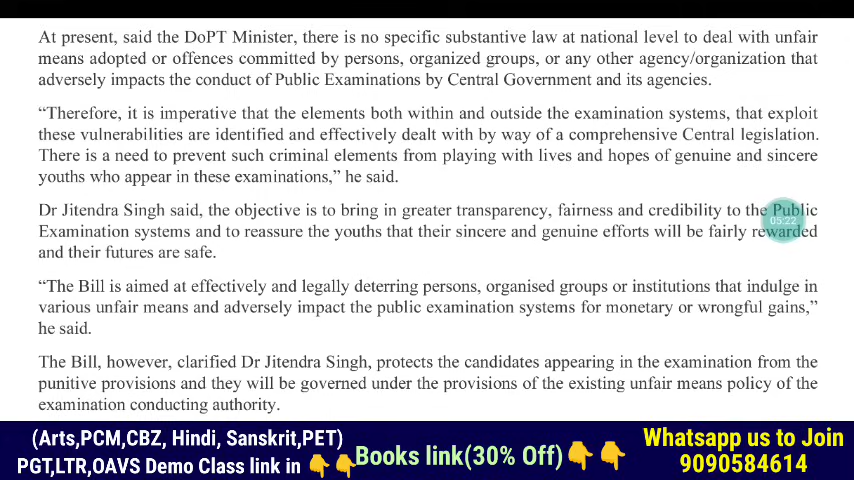 At present, said the DoPT Minister, there is no specific substantive law at national level to deal with unfair
means adopted or offences committed by persons, organized groups, or any other agency/organization that
adversely impacts the conduct of Public Examinations by Central Government and its agencies.
“Therefore, it is imperative that the elements both within and outside the examination systems, that exploit
these vulnerabilities are identified and effectively dealt with by way of a comprehensive Central legislation.
There is a need to prevent such criminal elements from playing with lives and hopes of genuine and sincere
youths who appear in these examinations,” he said.
Dr Jitendra Singh said, the objective is to bring in greater transparency, fairness and credibility to the Public
05:22
Examination systems and to reassure the youths that their sincere and genuine efforts will be fairly rewarded
and their futures are safe.
“The Bill is aimed at effectively and legally deterring persons, organised groups or institutions that indulge in
various unfair means and adversely impact the public examination systems for monetary or wrongful gains,”
he said.
The Bill, however, clarified Dr Jitendra Singh, protects the candidates appearing in the examination from the
punitive provisions and they will be governed under the provisions of the existing unfair means policy of the
examination conducting authority.
(Arts,PCM,CBZ, Hindi, Sanskrit,PET)
PGT,LTR,OAVS Demo Class link in 👇👇
Books link(30% Off)👇👇
Whatsapp us to Join
9090584614